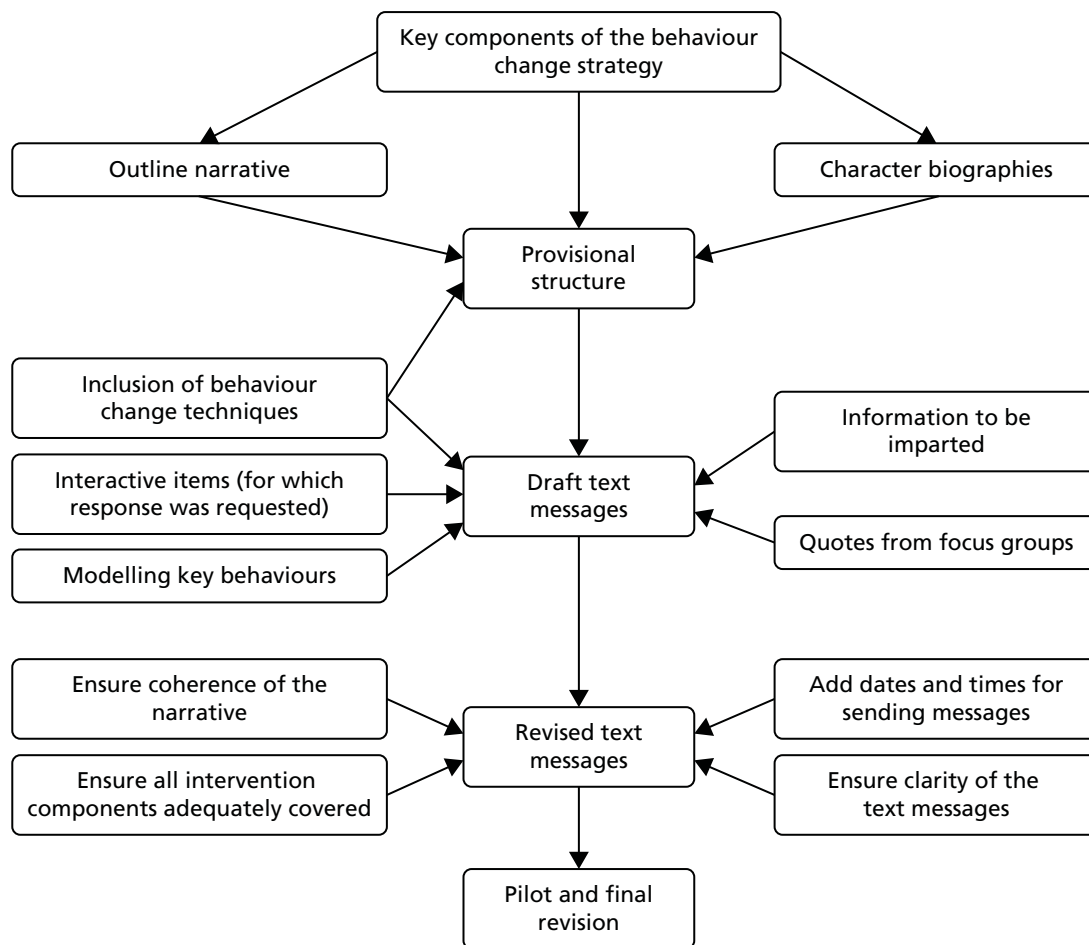 Key components of the behaviour
change strategy
Outline narrative
Character biographies
Provisional
structure
Inclusion of behaviour
change techniques
Information to be
imparted
Interactive items (for which
response was requested)
Draft text
messages
Quotes from focus groups
Modelling key behaviours
Ensure coherence of the
narrative
Add dates and times for
sending messages
Revised text
messages
Ensure all intervention
components adequately covered
Ensure clarity of the
text messages
Pilot and final
revision